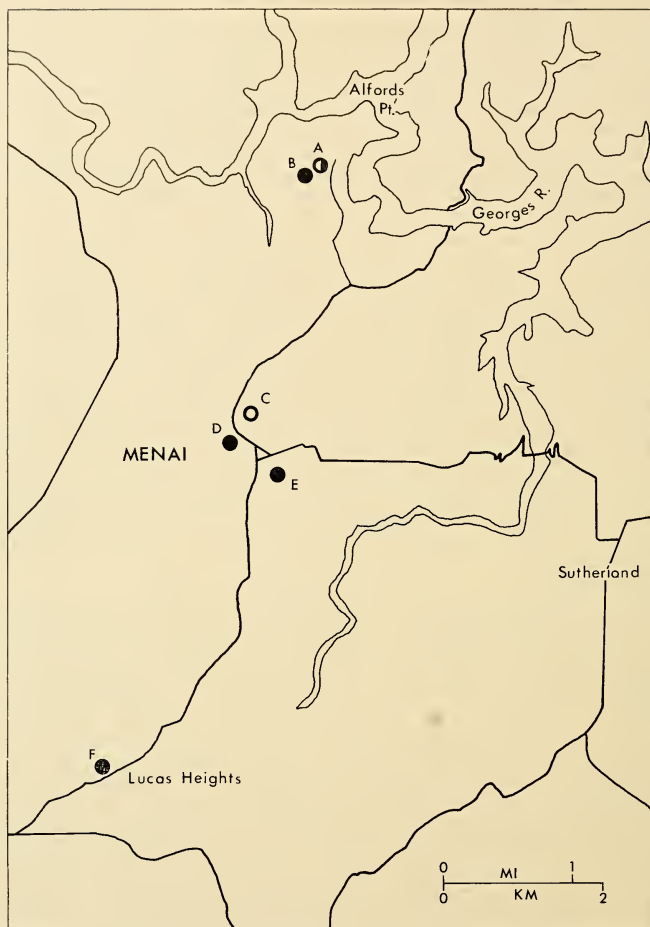 Alfords
Pt.
A
B
Georges R.
C
D
MENAI
E
Sutherland
F
Lucas Heights
0 1
MI
KM
0 2